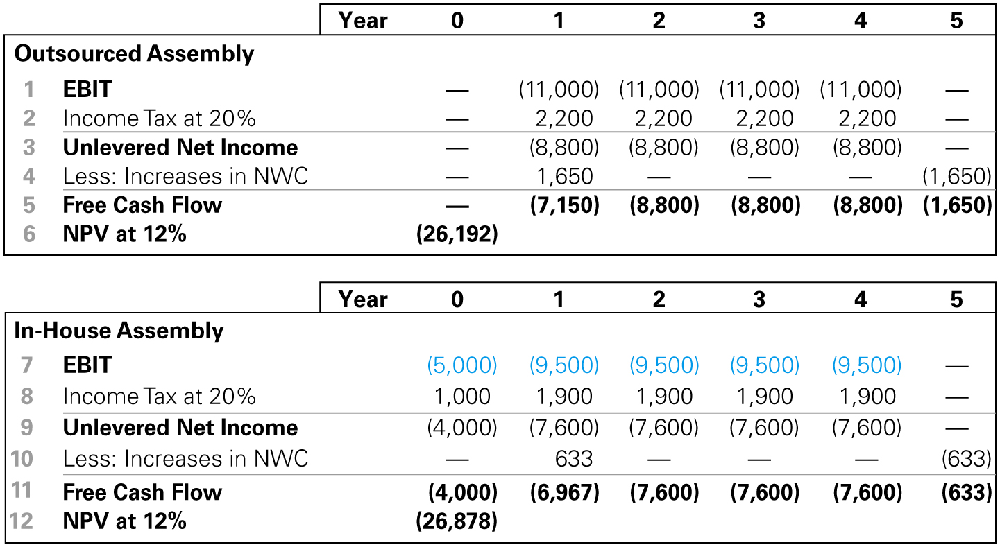 Year 0 1 2 3 4 5
Outsourced Assembly
1 EBIT — (11,000) (11,000) (11,000) (11,000) —
2 Income Tax at 20% — 2,200 2,200 2,200 2,200 —
3 Unlevered Net Income — (8,800) (8,800) (8,800) (8,800) —
4 Less: Increases in NWC — 1,650 — — — (1,650)
5 Free Cash Flow — (7,150) (8,800) (8,800) (8,800) (1,650)
6 NPV at 12% (26,192)
Year 0 1 2 3 4 5
In-House Assembly
7 EBIT (5,000) (9,500) (9,500) (9,500) (9,500) —
8 Income Tax at 20% 1,000 1,900 1,900 1,900 1,900 —
9 Unlevered Net Income (4,000) (7,600) (7,600) (7,600) (7,600) —
10 Less: Increases in NWC — 633 — — — (633)
11 Free Cash Flow (4,000) (6,967) (7,600) (7,600) (7,600) (633)
12 NPV at 12% (26,878)